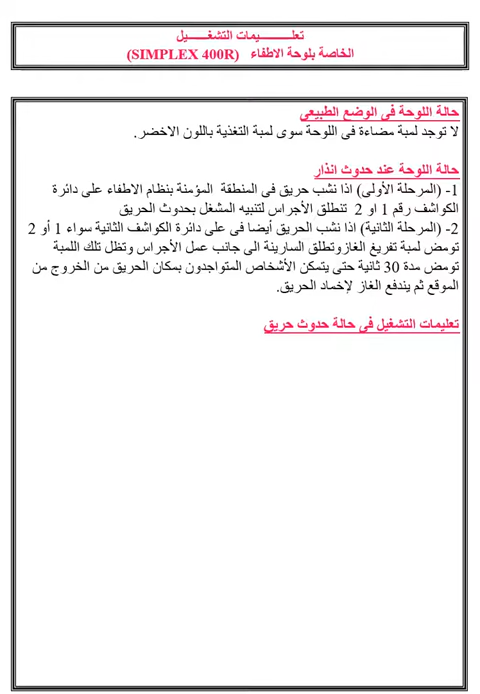 تعلـــــــــــيمات التشغـــــــيل
الخاصة بلوحة الاطفاء (SIMPLEX 400R)
حالة اللوحة فى الوضع الطبيعي
لا توجد لمبة مضاءة فى اللوحة سوى لمبة التغذية باللون الاخضر.
حالة اللوحة عند حدوث انذار
1- (المرحلة الأولى) اذا نشب حريق فى المنطقة المؤمنة بنظام الاطفاء على دائرة
الكواشف رقم 1 او 2 تنطلق الأجراس لتنبيه المشغل بحدوث الحريق
2- (المرحلة الثانية) اذا نشب الحريق أيضا فى على دائرة الكواشف الثانية سواء 1 أو 2
تومض لمبة تفريغ الغازوتطلق السارينة الى جانب عمل الأجراس وتظل تلك اللمبة
تومض مدة 30 ثانية حتى يتمكن الأشخاص المتواجدون بمكان الحريق من الخروج من
الموقع ثم يندفع الغاز لإخماد الحريق.
تعليمات التشغيل فى حالة حدوث حريق